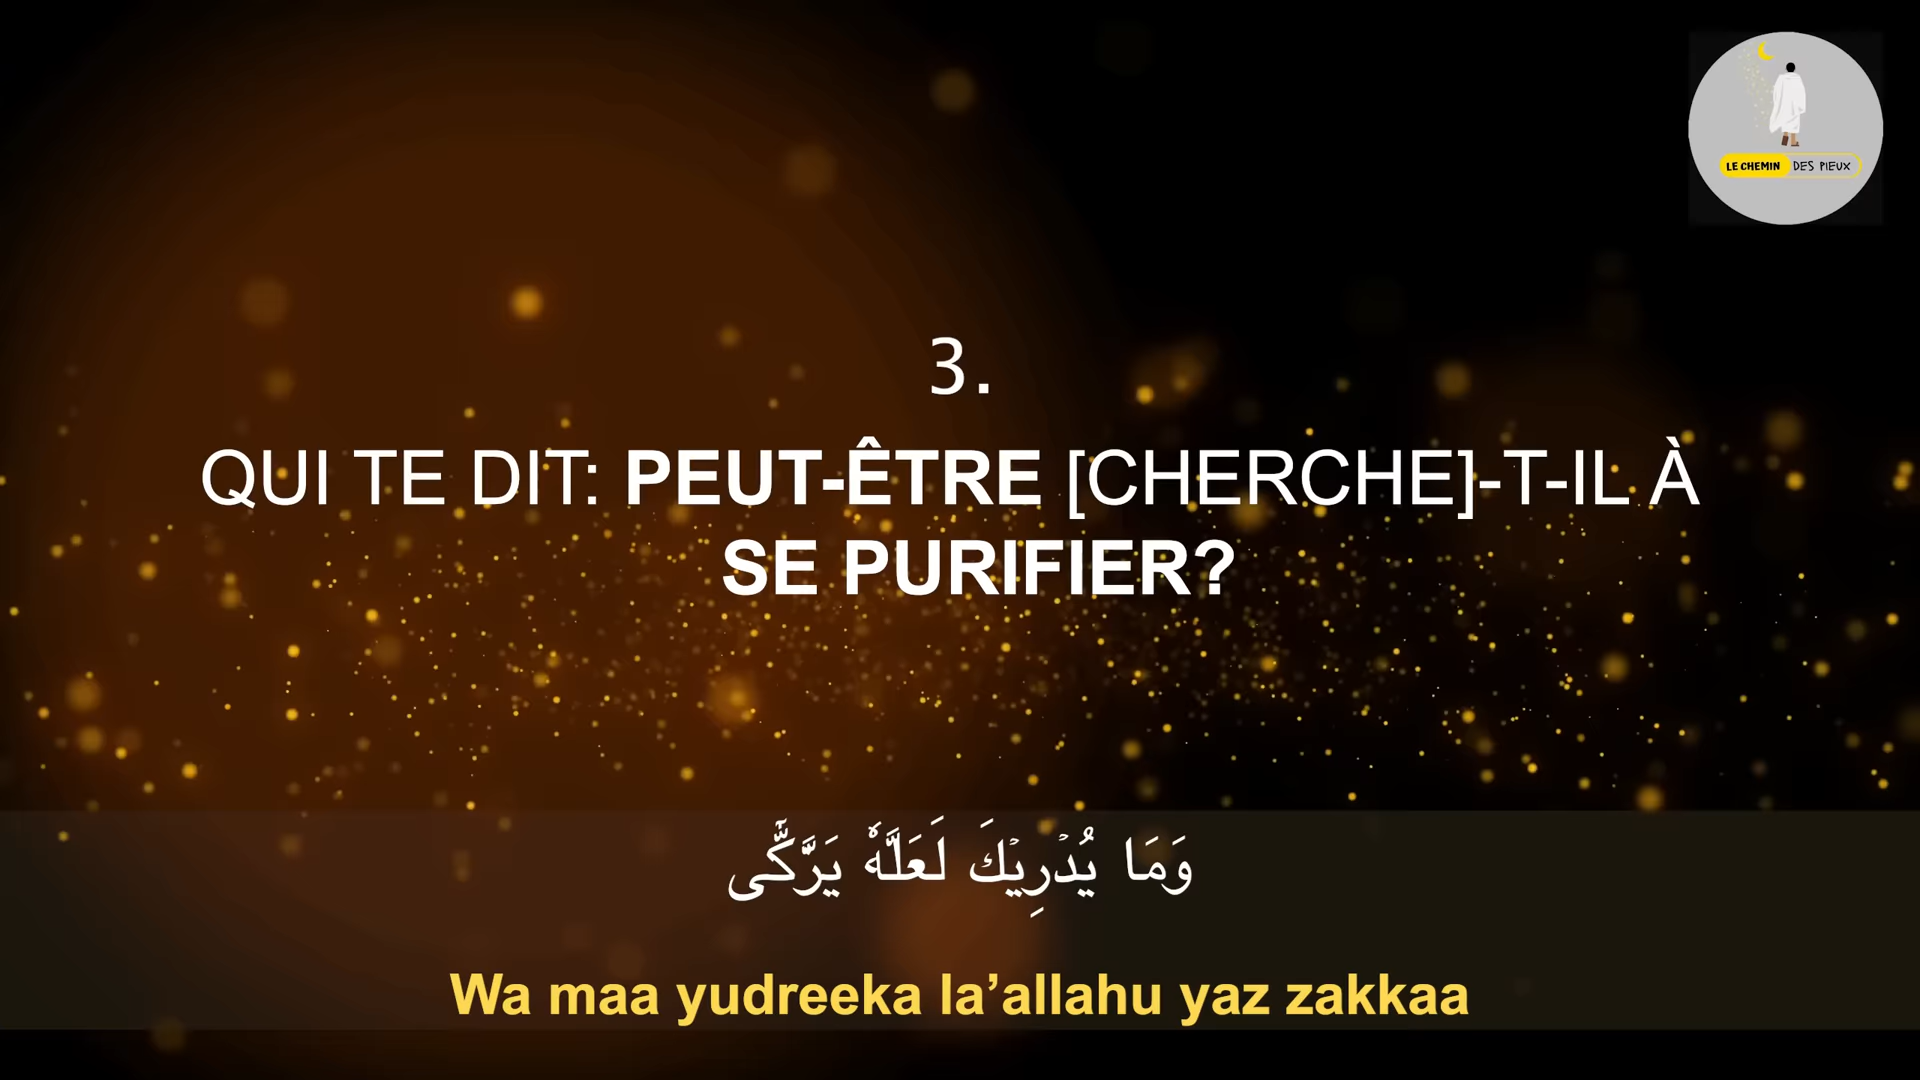 LE CHEMIN DES PIEUX
3.
QUI TE DIT: PEUT-ÊTRE [CHERCHE]-T-IL À
SE PURIFIER?
وَمَا يُدۡرِيۡكَ لَعَلَّهٗ يَزَّكّٰٓى
Wa maa yudreeka la’allahu yaz zakkaa